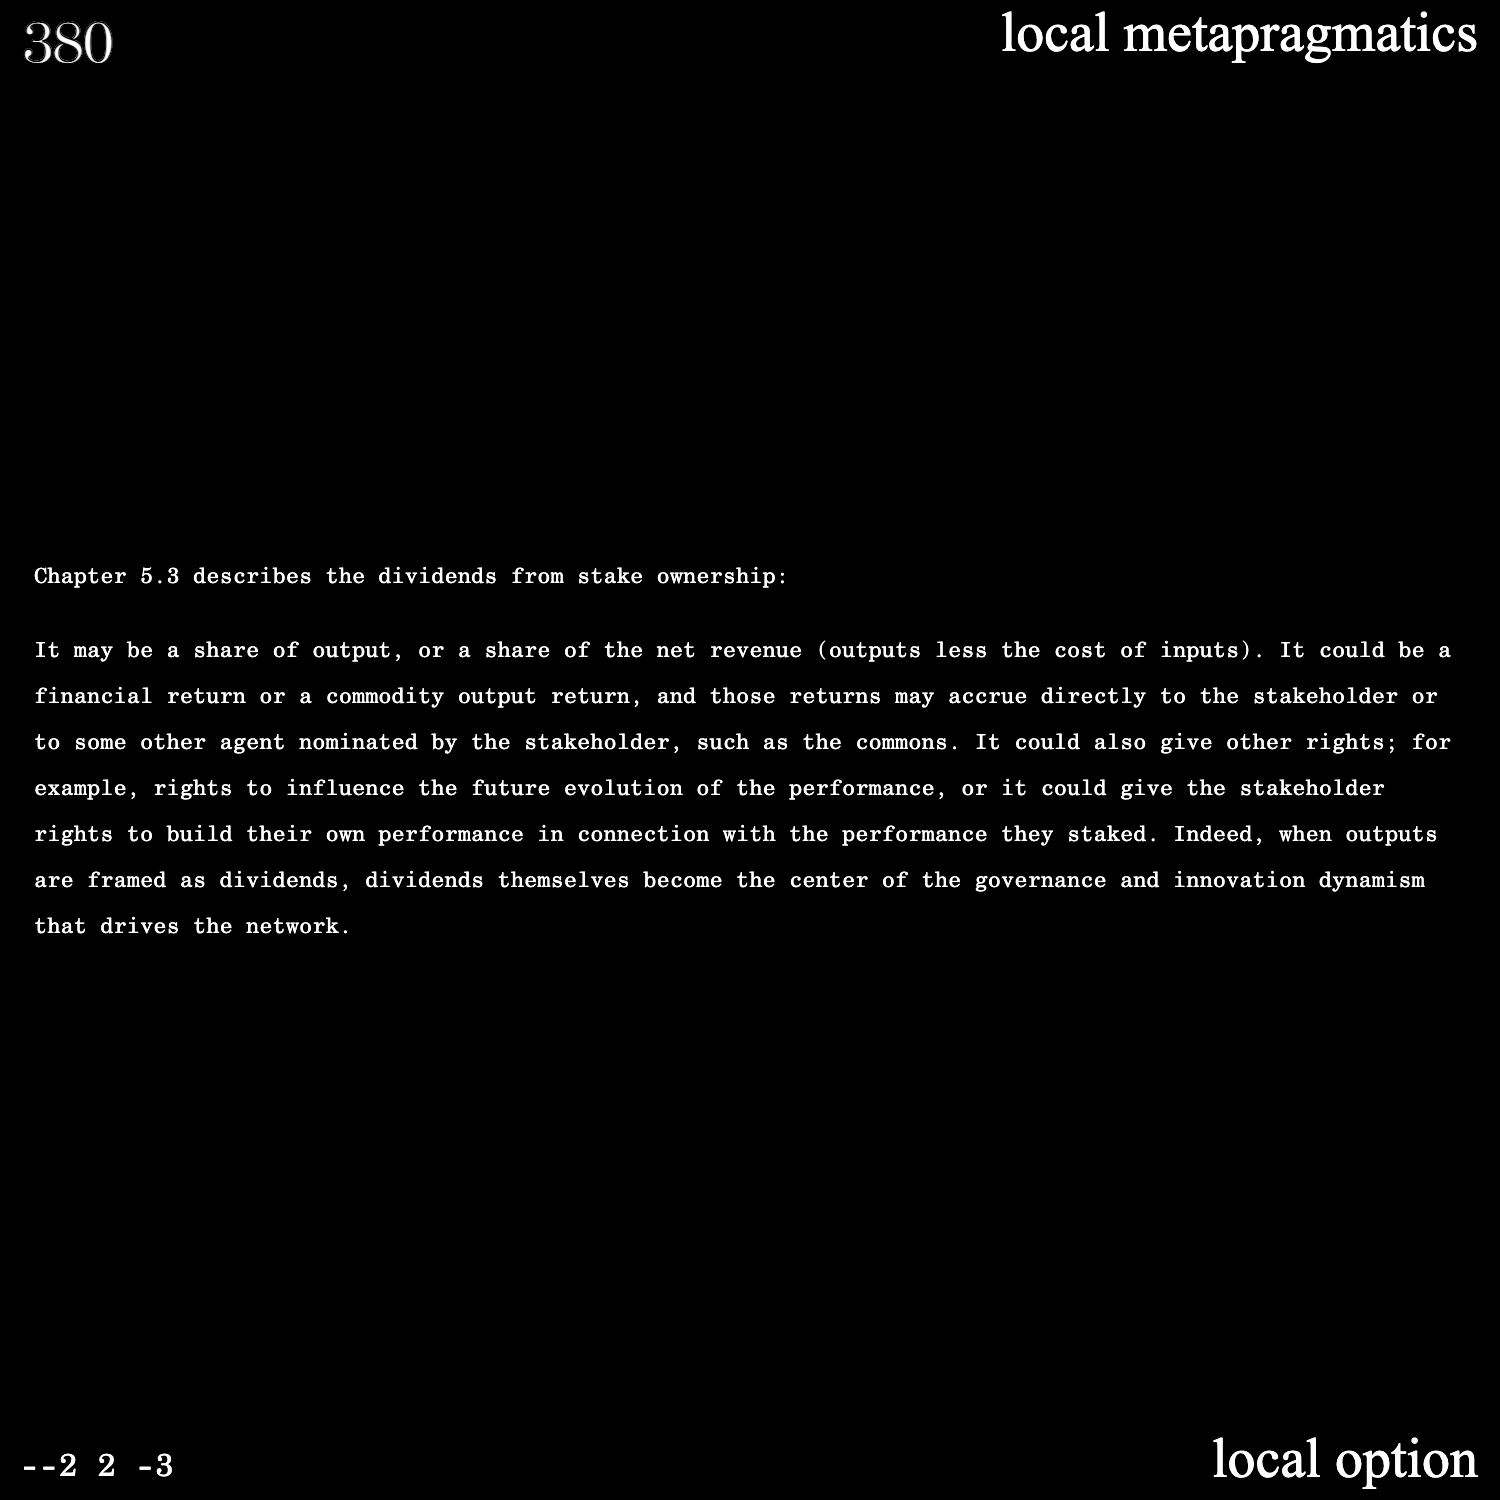 380
local metapragmatics
Chapter 5.3 describes the dividends from stake ownership:
It may be a share of output, or a share of the net revenue (outputs less the cost of inputs). It could be a
financial return or a commodity output return, and those returns may accrue directly to the stakeholder or
to some other agent nominated by the stakeholder, such as the commons. It could also give other rights; for
example, rights to influence the future evolution of the performance, or it could give the stakeholder
rights to build their own performance in connection with the performance they staked. Indeed, when outputs
are framed as dividends, dividends themselves become the center of the governance and innovation dynamism
that drives the network.
--2 2 -3
local option